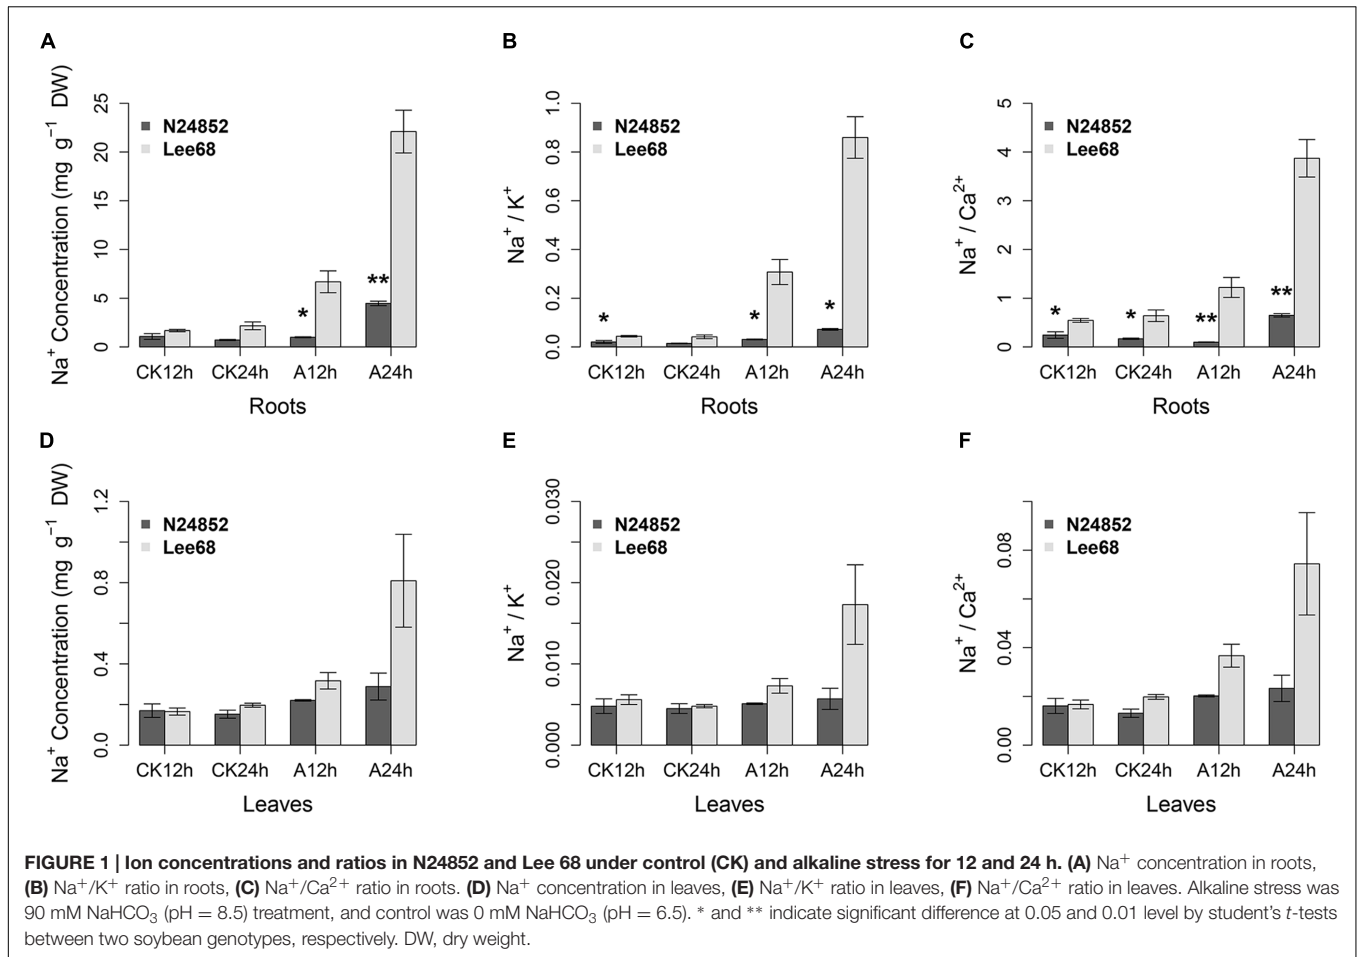 A
Na+ Concentration (mg g−1 DW)
25
20
15
10
5
0
N24852
Lee68
*
**
CK12h CK24h A12h A24h
Roots
B
Na+ / K+
1.0
0.8
0.6
0.4
0.2
0.0
N24852
Lee68
*
*
*
CK12h CK24h A12h A24h
Roots
C
Na+ / Ca2+
5
4
3
2
1
0
N24852
Lee68
*
*
**
**
CK12h CK24h A12h A24h
Roots
D
Na+ Concentration (mg g−1 DW)
1.2
0.8
0.4
0.0
N24852
Lee68
CK12h CK24h A12h A24h
Leaves
E
Na+ / K+
0.030
0.020
0.010
0.000
N24852
Lee68
CK12h CK24h A12h A24h
Leaves
F
Na+ / Ca2+
0.08
0.04
0.00
N24852
Lee68
CK12h CK24h A12h A24h
Leaves
FIGURE 1 | Ion concentrations and ratios in N24852 and Lee 68 under control (CK) and alkaline stress for 12 and 24 h. (A) Na+ concentration in roots,
(B) Na+/K+ ratio in roots, (C) Na+/Ca2+ ratio in roots. (D) Na+ concentration in leaves, (E) Na+/K+ ratio in leaves, (F) Na+/Ca2+ ratio in leaves. Alkaline stress was
90 mM NaHCO3 (pH = 8.5) treatment, and control was 0 mM NaHCO3 (pH = 6.5). * and ** indicate significant difference at 0.05 and 0.01 level by student's t-tests
between two soybean genotypes, respectively. DW, dry weight.